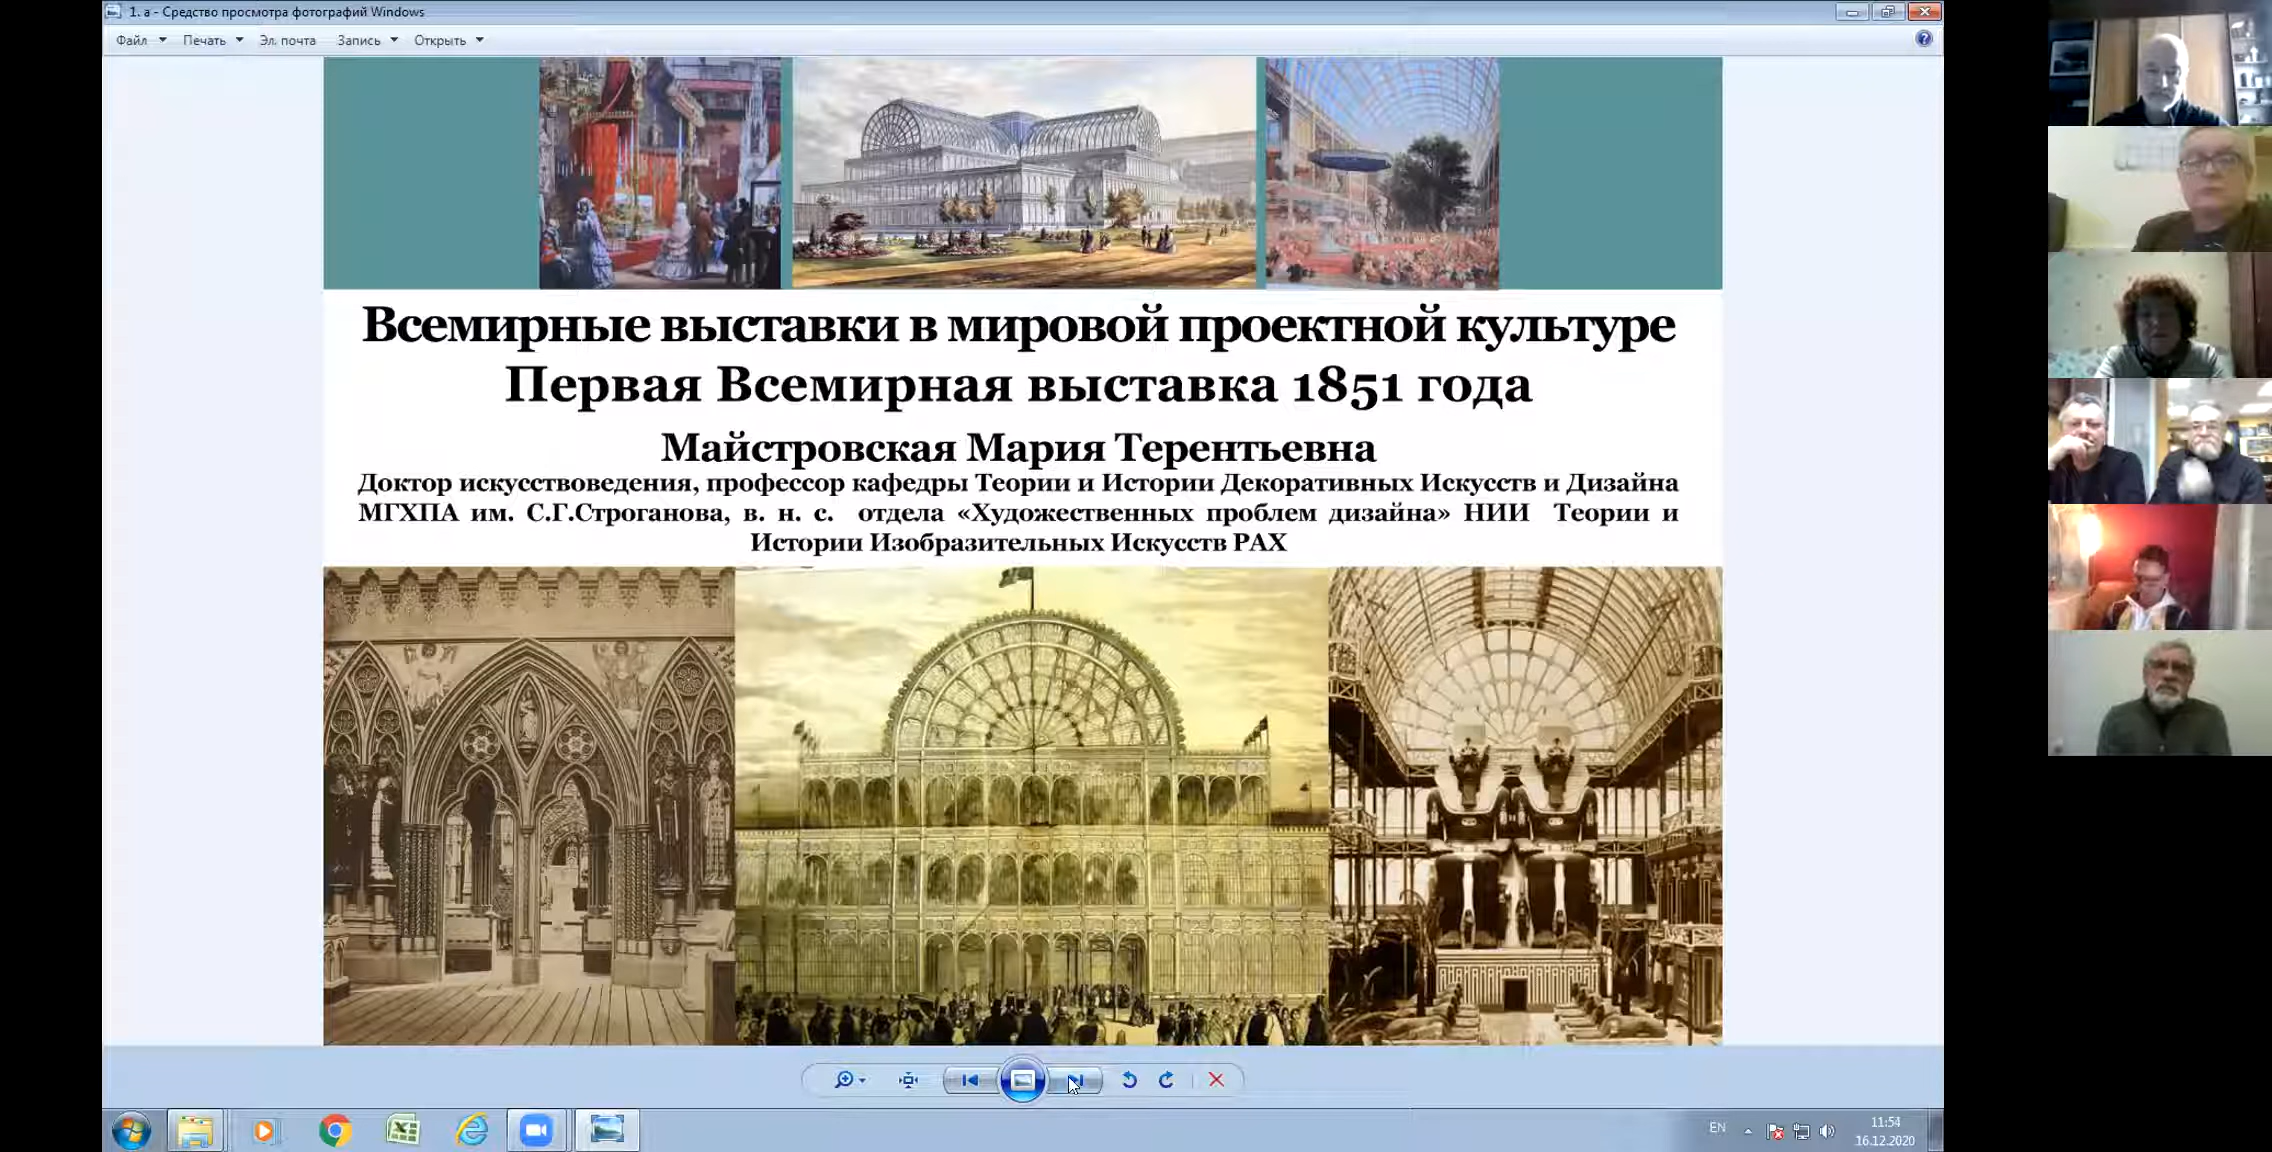 1. a - Средство просмотра фотографий Windows
Файл Печать Эл. почта Запись Открыть
Всемирные выставки в мировой проектной культуре
Первая Всемирная выставка 1851 года
Майстровская Мария Терентьевна
Доктор искусствоведения, профессор кафедры Теории и Истории Декоративных Искусств и Дизайна
МГХПА им. С.Г.Строганова, в. н. с. отдела «Художественных проблем дизайна» НИИ Теории и
Истории Изобразительных Искусств РАХ
EN
11:54
16.12.2020